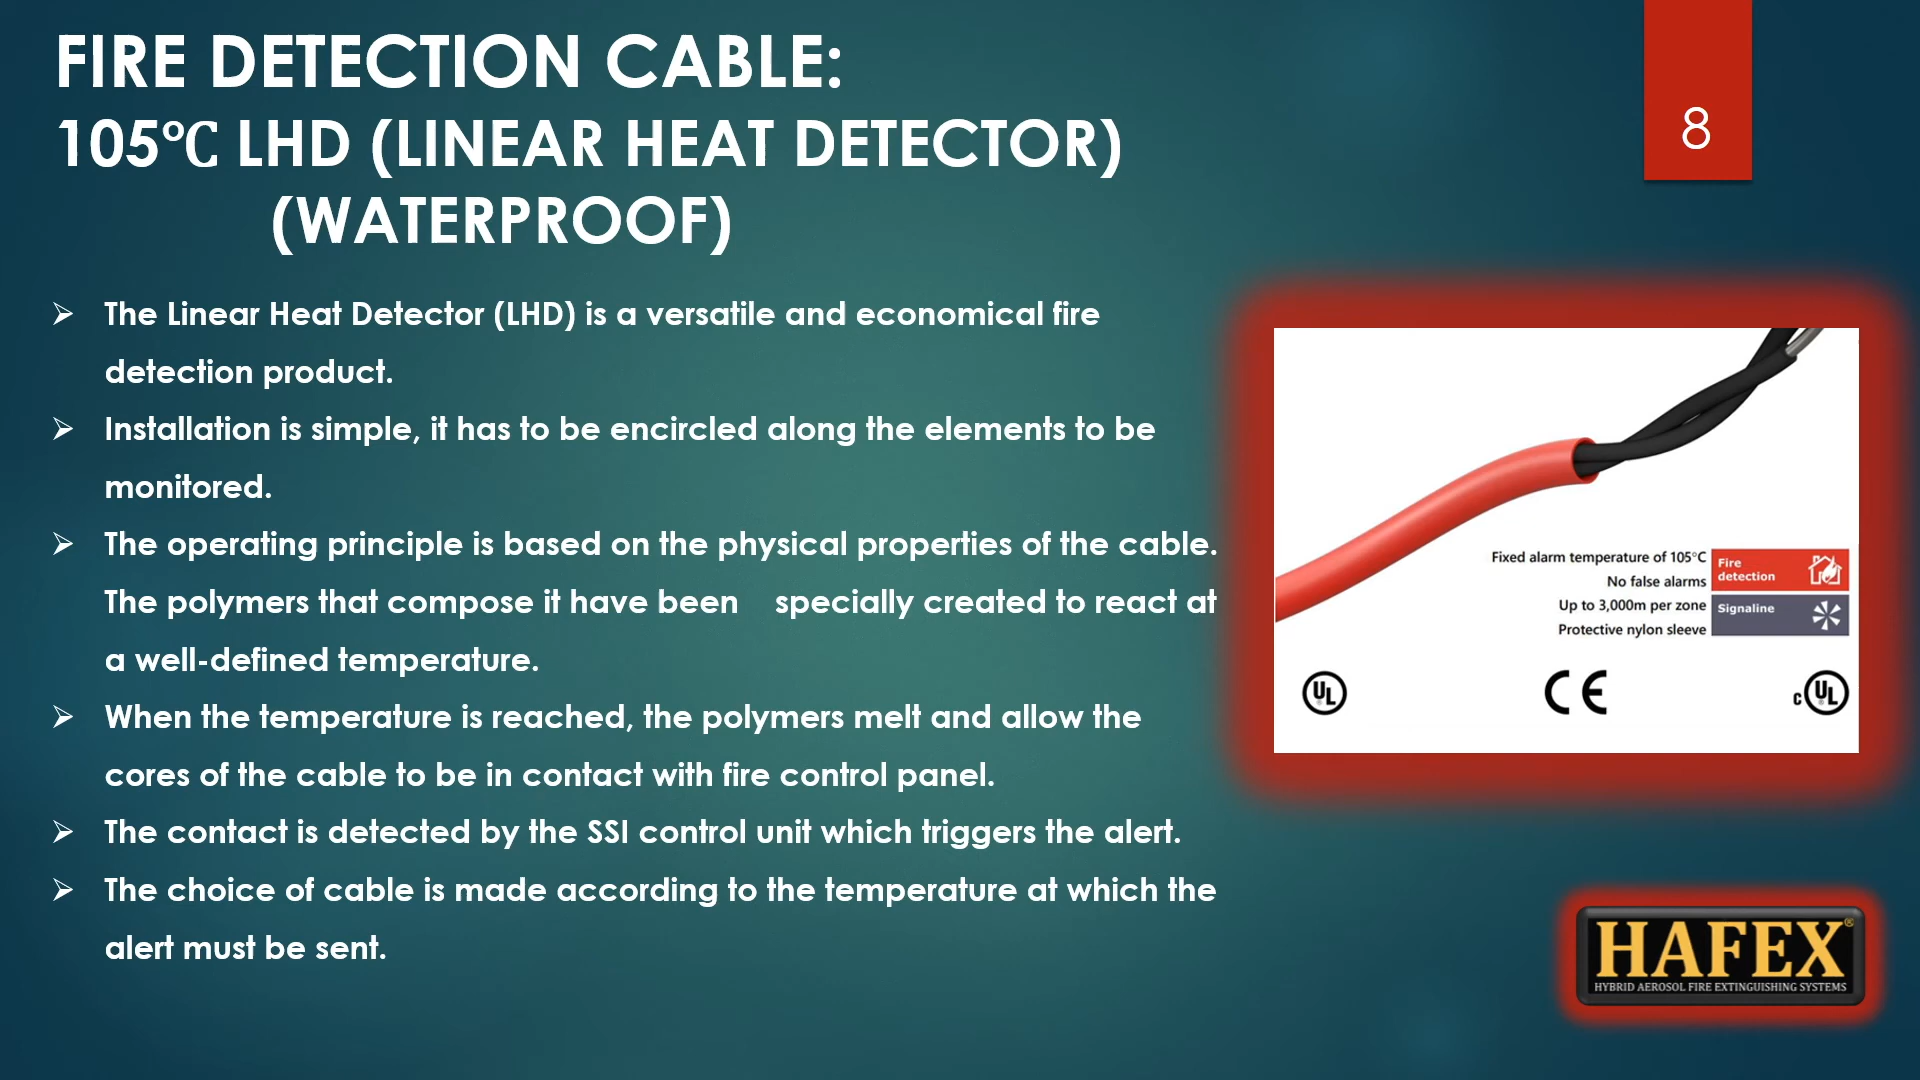 FIRE DETECTION CABLE:
105℃ LHD (LINEAR HEAT DETECTOR)
(WATERPROOF)
8
➢ The Linear Heat Detector (LHD) is a versatile and economical fire
detection product.
➢ Installation is simple, it has to be encircled along the elements to be
monitored.
➢ The operating principle is based on the physical properties of the cable.
The polymers that compose it have been specially created to react at
a well-defined temperature.
➢ When the temperature is reached, the polymers melt and allow the
cores of the cable to be in contact with fire control panel.
➢ The contact is detected by the SSI control unit which triggers the alert.
➢ The choice of cable is made according to the temperature at which the
alert must be sent.
Fixed alarm temperature of 105°C
No false alarms
Up to 3,000m per zone
Protective nylon sleeve
Fire
detection
Signaline
UL
CE
c UL
HAFEX®
HYBRID AEROSOL FIRE EXTINGUISHING SYSTEMS